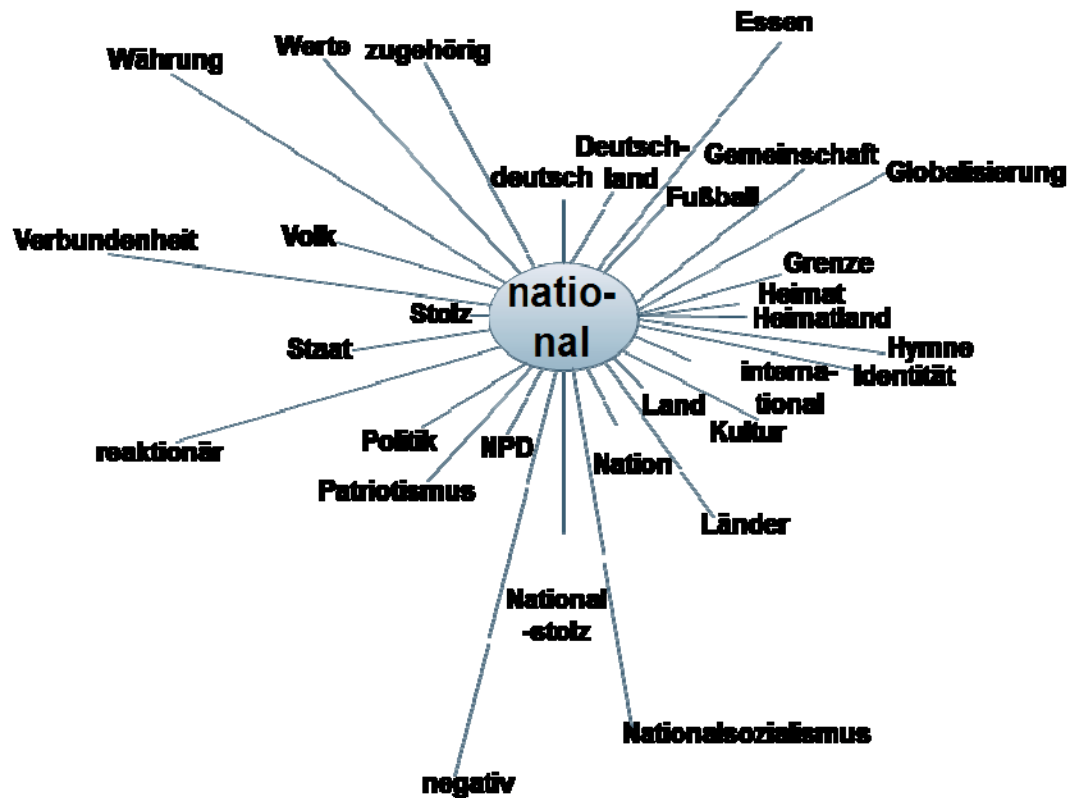 Essen
Werte
zugehörig
Währung
Deutsch-
land
deutsch
Gemeinschaft
Globalisierung
Fußball
Volk
Verbundenheit
Grenze
natio-
nal
Heimat
Stolz
Heimatland
Staat
Hymne
interna-
tional
Identität
Land
Kultur
Politik
NPD
reaktionär
Nation
Patriotismus
Länder
National
-stolz
Nationalsozialismus
negativ